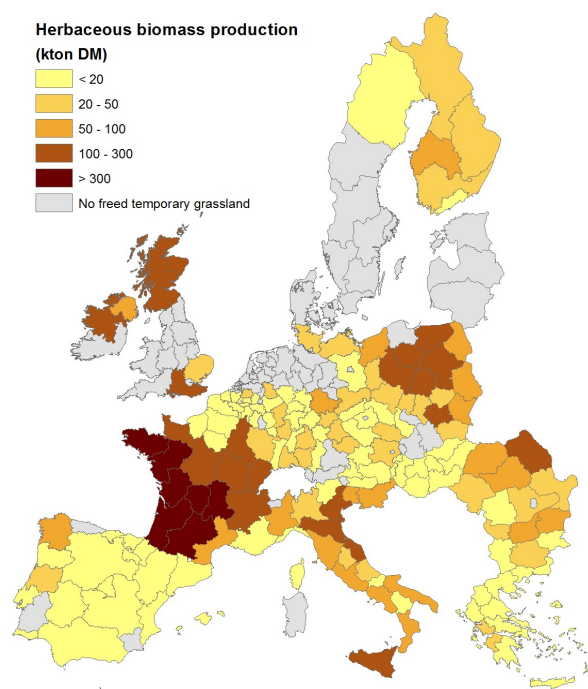 Herbaceous biomass production
(kton DM)
< 20
20 - 50
50 - 100
100 - 300
> 300
No freed temporary grassland